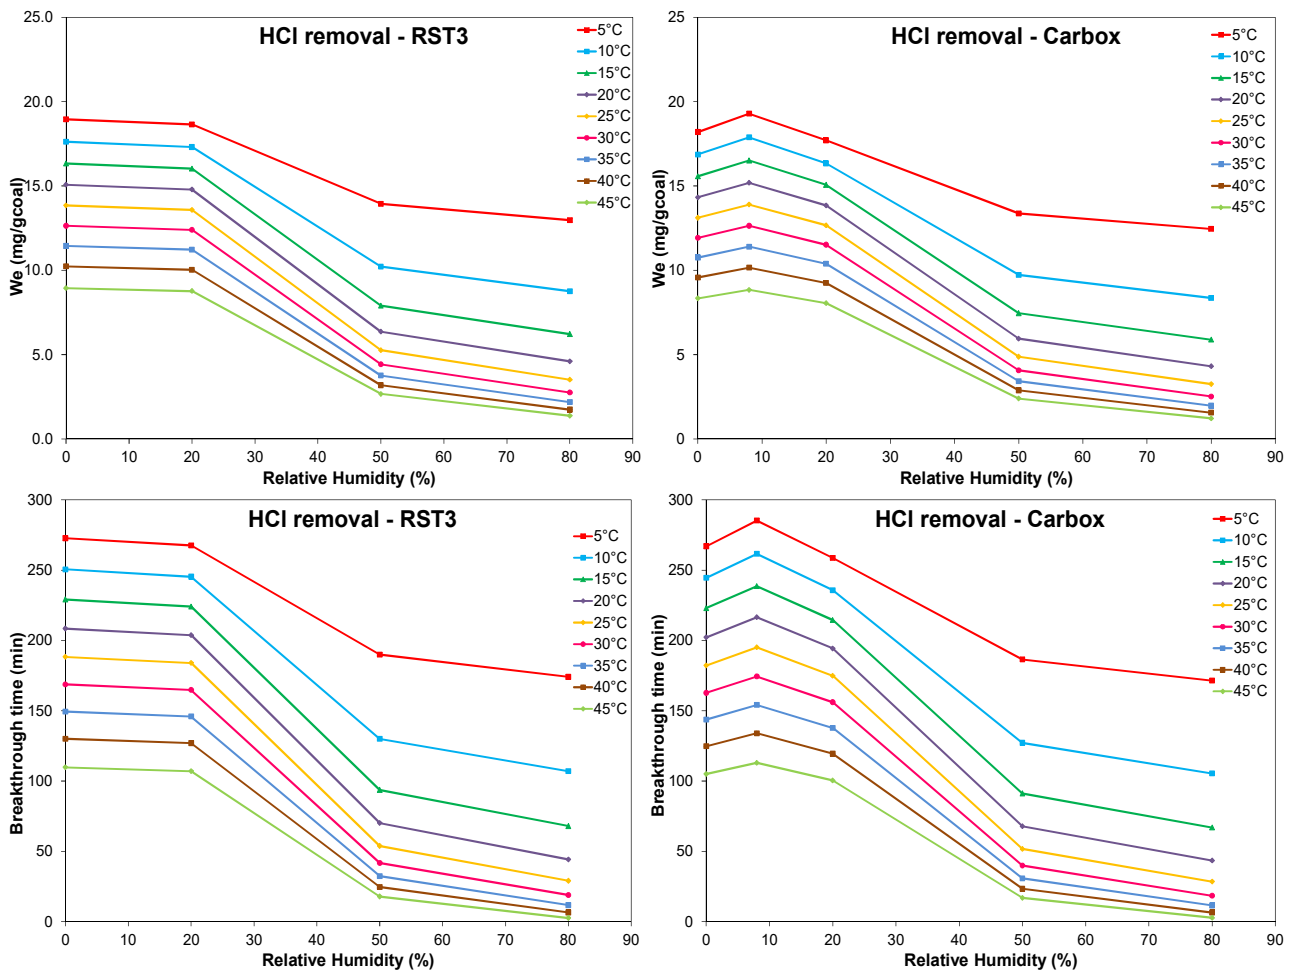 HCl removal - RST3
25.0
20.0
15.0
10.0
5.0
0.0
We (mg/gcoal)
0 10 20 30 40 50 60 70 80 90
Relative Humidity (%)
5°C
10°C
15°C
20°C
25°C
30°C
35°C
40°C
45°C
HCl removal - Carbox
25
20
15
10
5
0
We (mg/gcoal)
0 10 20 30 40 50 60 70 80 90
Relative Humidity (%)
5°C
10°C
15°C
20°C
25°C
30°C
35°C
40°C
45°C
HCl removal - RST3
300
250
200
150
100
50
0
Breakthrough time (min)
0 10 20 30 40 50 60 70 80 90
Relative Humidity (%)
5°C
10°C
15°C
20°C
25°C
30°C
35°C
40°C
45°C
HCl removal - Carbox
300
250
200
150
100
50
0
Breakthrough time (min)
0 10 20 30 40 50 60 70 80 90
Relative Humidity (%)
5°C
10°C
15°C
20°C
25°C
30°C
35°C
40°C
45°C